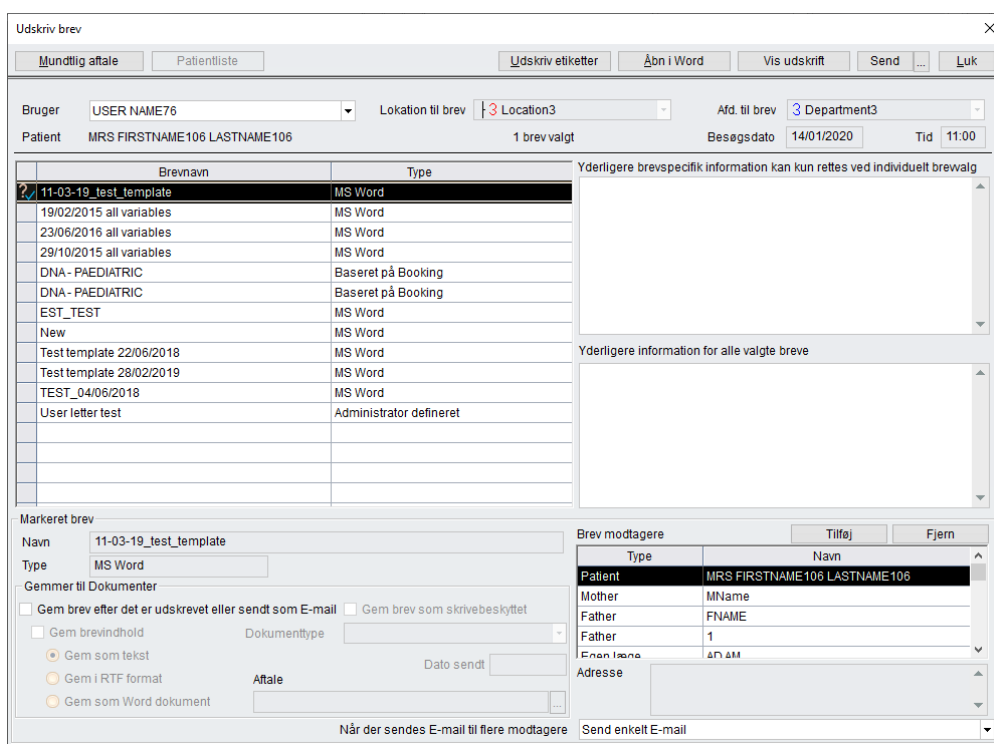 Udskriv brev
Mundtlig aftale Patientliste Udskriv etiketter Åbn i Word Vis udskrift Send ... Luk
Bruger USER NAME76 Lokation til brev 3 Location3 Afd. til brev 3 Department3
Patient MRS FIRSTNAME106 LASTNAME106 1 brev valgt Besøgsdato 14/01/2020 Tid 11:00
Brevnavn Type
11-03-19_test_template MS Word
19/02/2015 all variables MS Word
23/06/2016 all variables MS Word
29/10/2015 all variables MS Word
DNA - PAEDIATRIC Baseret på Booking
DNA - PAEDIATRIC Baseret på Booking
EST_TEST MS Word
New MS Word
Test template 22/06/2018 MS Word
Test template 28/02/2019 MS Word
TEST_04/06/2018 MS Word
User letter test Administrator defineret
Yderligere brevspecifik information kan kun rettes ved individuelt brevvalg
Yderligere information for alle valgte breve
Markeret brev
Navn 11-03-19_test_template
Type MS Word
Gemmer til Dokumenter
Gem brev efter det er udskrevet eller sendt som E-mail Gem brev som skrivebeskyttet
Gem brevindhold Dokumenttype
Gem som tekst Dato sendt
Gem i RTF format Aftale
Gem som Word dokument ...
Brev modtagere Tilføj Fjern
Type Navn
Patient MRS FIRSTNAME106 LASTNAME106
Mother MName
Father FNAME
Father 1
Egen læge AD AM
Adresse
Når der sendes E-mail til flere modtagere Send enkelt E-mail